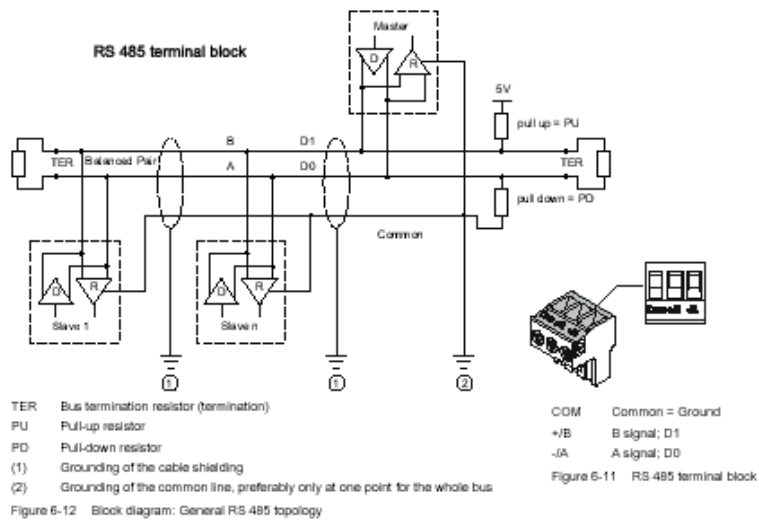 RS 485 terminal block
Master
D
R
5V
pull up = PU
B
D1
TER
Balanced Pair
A
D0
TER
pull down = PD
Common
D
R
Slave 1
D
R
Slave n
(1)
(1)
(2)
TER Bus termination resistor (termination)
PU Pull-up resistor
PD Pull-down resistor
(1) Grounding of the cable shielding
(2) Grounding of the common line, preferably only at one point for the whole bus
Figure 6-12 Block diagram: General RS 485 topology
COM Common = Ground
+/B B signal; D1
-/A A signal; D0
Figure 6-11 RS 485 terminal block